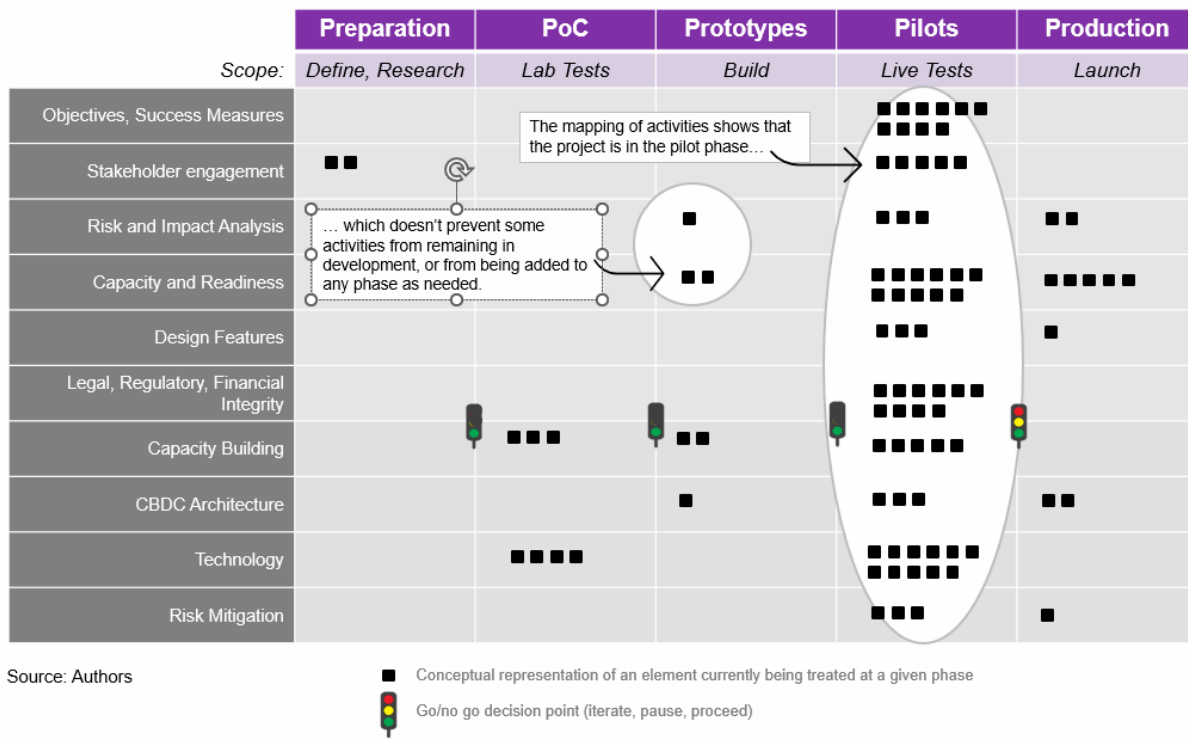 Preparation PoC Prototypes Pilots Production
Scope: Define, Research Lab Tests Build Live Tests Launch
Objectives, Success Measures
The mapping of activities shows that
the project is in the pilot phase…
Stakeholder engagement
… which doesn't prevent some
activities from remaining in
development, or from being added to
any phase as needed.
Risk and Impact Analysis
Capacity and Readiness
Design Features
Legal, Regulatory, Financial
Integrity
Capacity Building
CBDC Architecture
Technology
Risk Mitigation
Source: Authors
Conceptual representation of an element currently being treated at a given phase
Go/no go decision point (iterate, pause, proceed)